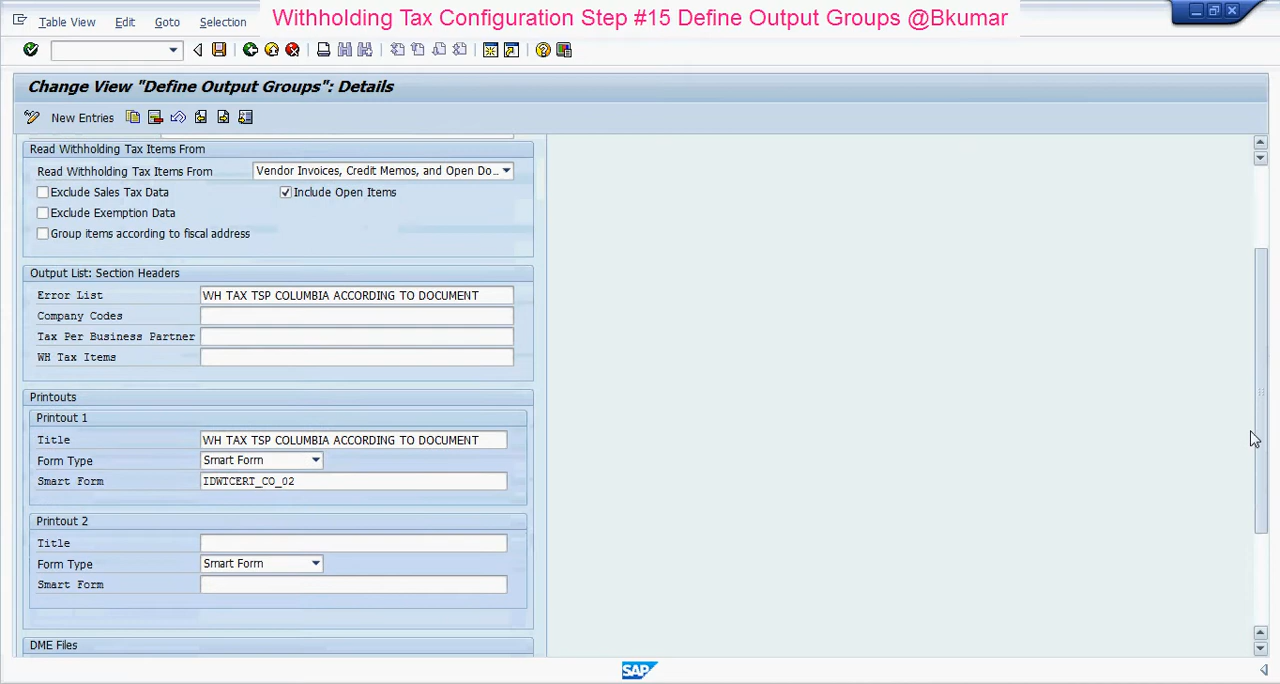 Withholding Tax Configuration Step #15 Define Output Groups @Bkumar
Table View Edit Goto Selection
Change View "Define Output Groups": Details
New Entries
Read Withholding Tax Items From
Read Withholding Tax Items From Vendor Invoices, Credit Memos, and Open Do...
Exclude Sales Tax Data Include Open Items
Exclude Exemption Data
Group items according to fiscal address
Output List: Section Headers
Error List WH TAX TSP COLUMBIA ACCORDING TO DOCUMENT
Company Codes
Tax Per Business Partner
WH Tax Items
Printouts
Printout 1
Title WH TAX TSP COLUMBIA ACCORDING TO DOCUMENT
Form Type Smart Form
Smart Form IDWTCERT_CO_02
Printout 2
Title
Form Type Smart Form
Smart Form
DME Files
SAP